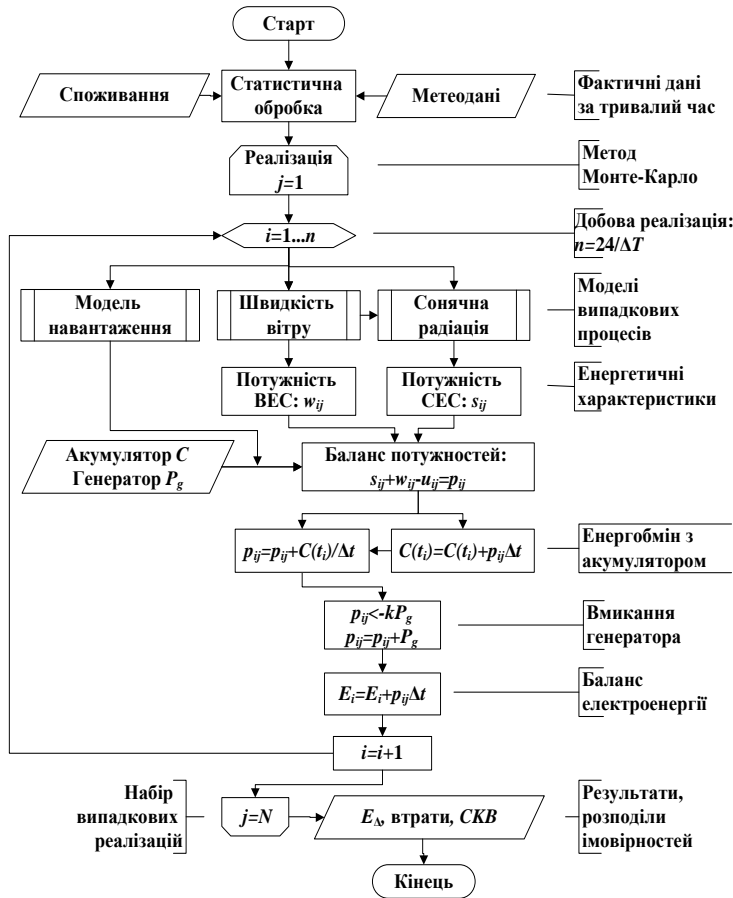 Старт
Споживання
Статистична
обробка
Метеодані
Фактичні дані
за тривалий час
Реалізація
j=1
Метод
Монте-Карло
i=1...n
Добова реалізація:
n=24/ΔT
Модель
навантаження
Швидкість
вітру
Сонячна
радіація
Моделі
випадкових
процесів
Потужність
ВЕС: wij
Потужність
СЕС: sij
Енергетичні
характеристики
Акумулятор C
Генератор Pg
Баланс потужностей:
sij+wij-uij=pij
pij=pij+C(ti)/Δt
C(ti)=C(ti)+pijΔt
Енергобмін з
акумулятором
pij<-kPg
pij=pij+Pg
Вмикання
генератора
Ei=Ei+pijΔt
Баланс
електроенергії
i=i+1
Набір
випадкових
реалізацій
j=N
EΔ, втрати, СКВ
Результати,
розподіли
імовірностей
Кінець